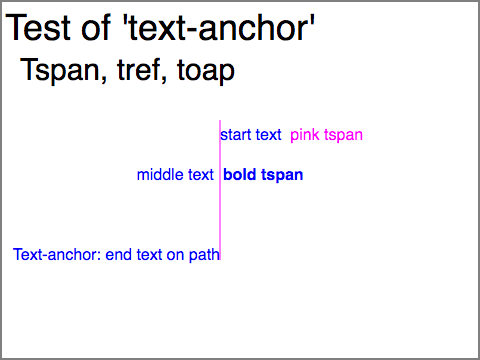 Test of 'text-anchor'
Tspan, tref, toap
start text pink tspan
middle text bold tspan
Text-anchor: end text on path